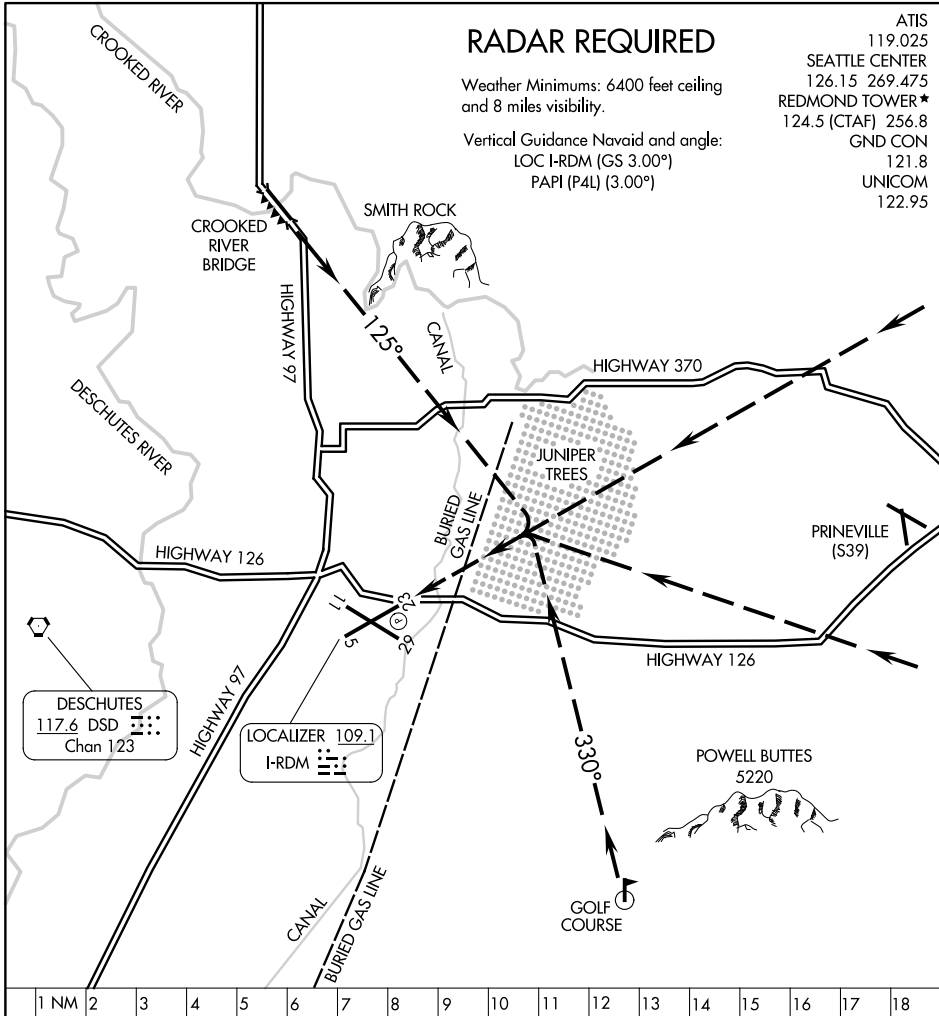 RADAR REQUIRED
Weather Minimums: 6400 feet ceiling
and 8 miles visibility.
Vertical Guidance Navaid and angle:
LOC I-RDM (GS 3.00°)
PAPI (P4L) (3.00°)
ATIS
119.025
SEATTLE CENTER
126.15 269.475
REDMOND TOWER★
124.5 (CTAF) 256.8
GND CON
121.8
UNICOM
122.95
CROOKED RIVER
CROOKED
RIVER
BRIDGE
SMITH ROCK
HIGHWAY 97
125°
CANAL
HIGHWAY 370
DESCHUTES RIVER
JUNIPER
TREES
BURIED
GAS LINE
PRINEVILLE
(S39)
HIGHWAY 126
11
23
P
5
29
HIGHWAY 126
DESCHUTES
117.6 DSD
Chan 123
HIGHWAY 97
LOCALIZER 109.1
I-RDM
330°
POWELL BUTTES
5220
GOLF
COURSE
CANAL
BURIED GAS LINE
1 NM 2 3 4 5 6 7 8 9 10 11 12 13 14 15 16 17 18